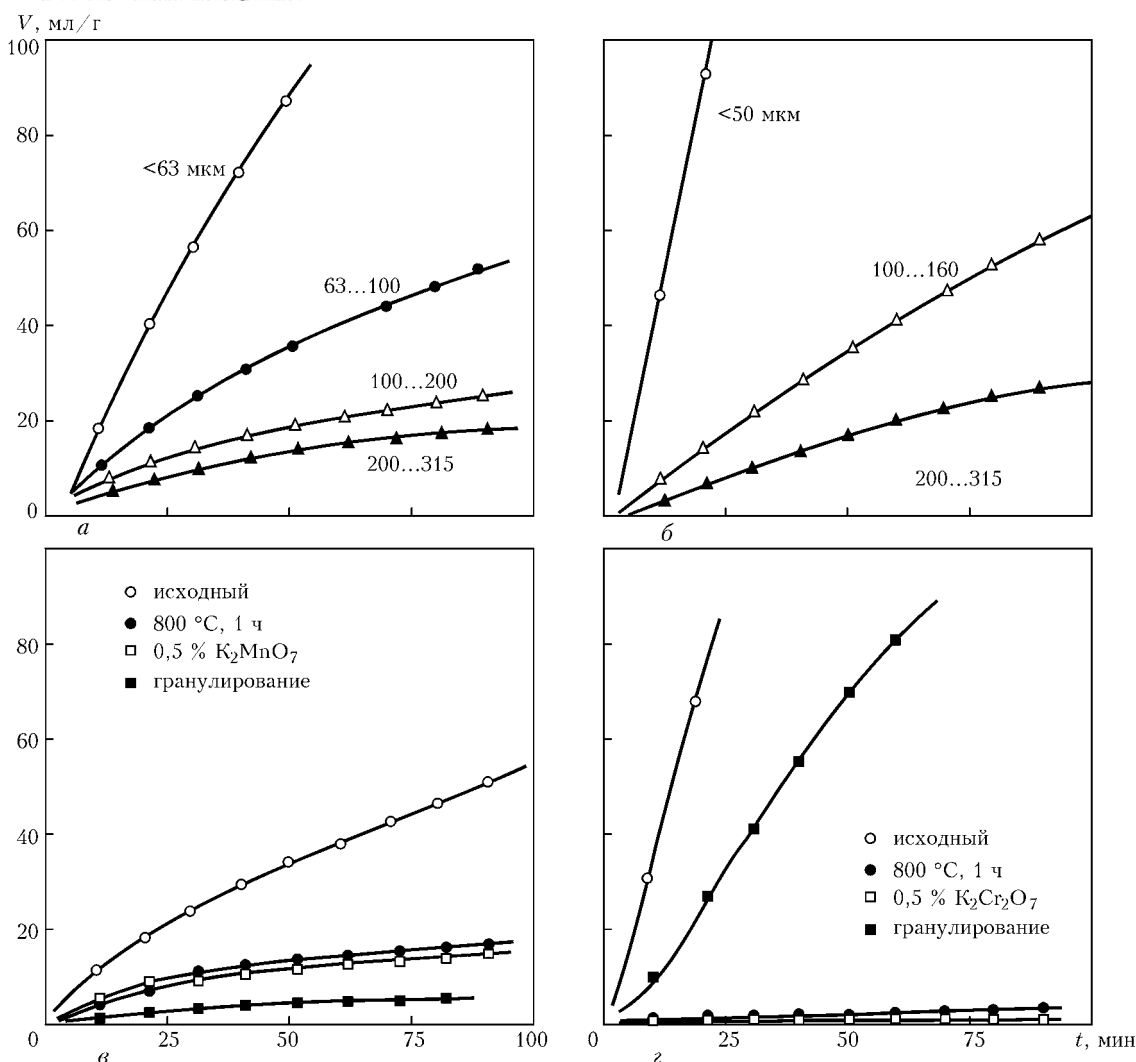 V, мл/г
100
80
60
40
20
0
<63 мкм
63...100
100...200
200...315
а
<50 мкм
100...160
200...315
б
исходный
800 °C, 1 ч
0,5 % K₂MnO₇
гранулирование
80
60
40
20
0
25
50
75
100
в
исходный
800 °C, 1 ч
0,5 % K₂Cr₂O₇
гранулирование
0
25
50
75
t, мин
г